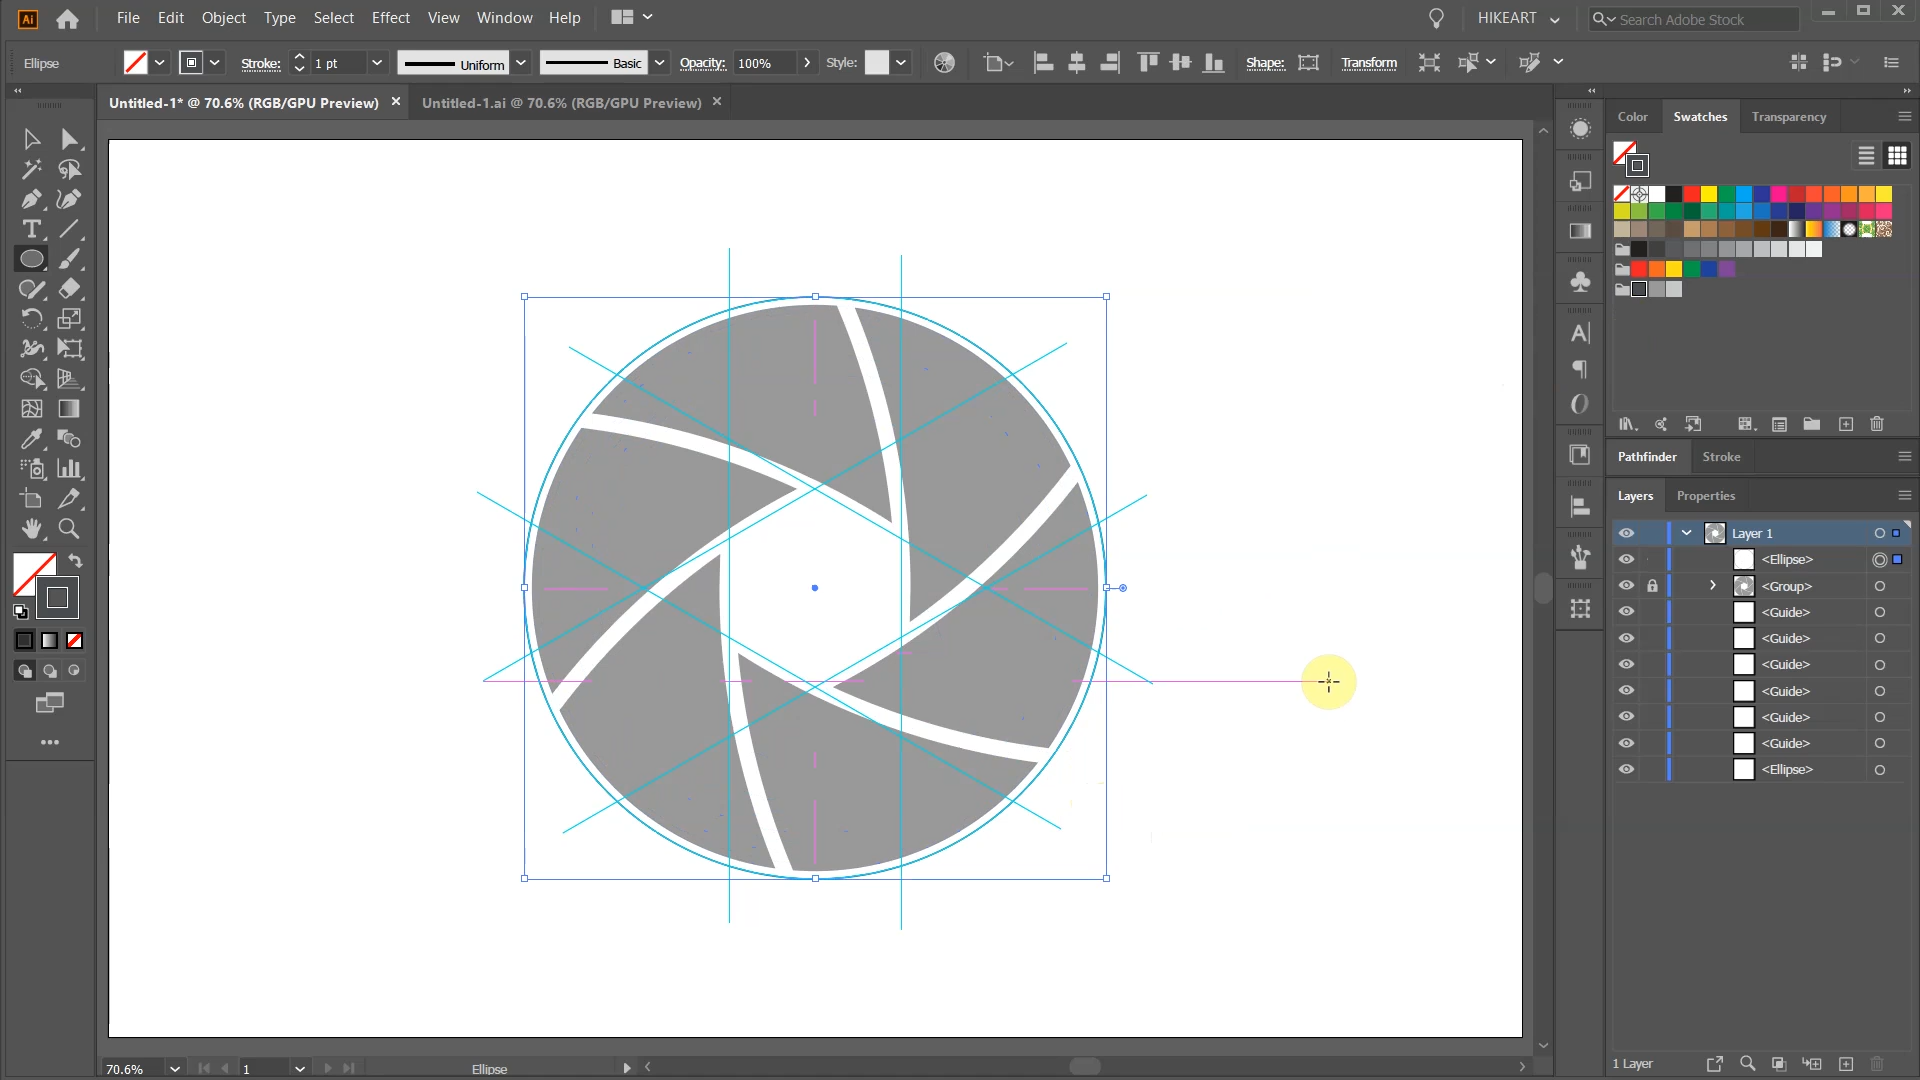 Ai File Edit Object Type Select Effect View Window Help HIKEART Search Adobe Stock
Ellipse Stroke: 1 pt Uniform Basic Opacity: 100% Style: Shape: Transform
Untitled-1* @ 70.6% (RGB/GPU Preview) Untitled-1.ai @ 70.6% (RGB/GPU Preview)
Color Swatches Transparency
Pathfinder Stroke
Layers Properties
Layer 1
<Ellipse>
<Group>
<Guide>
<Guide>
<Guide>
<Guide>
<Guide>
<Guide>
<Ellipse>
1 Layer
70.6% 1 Ellipse